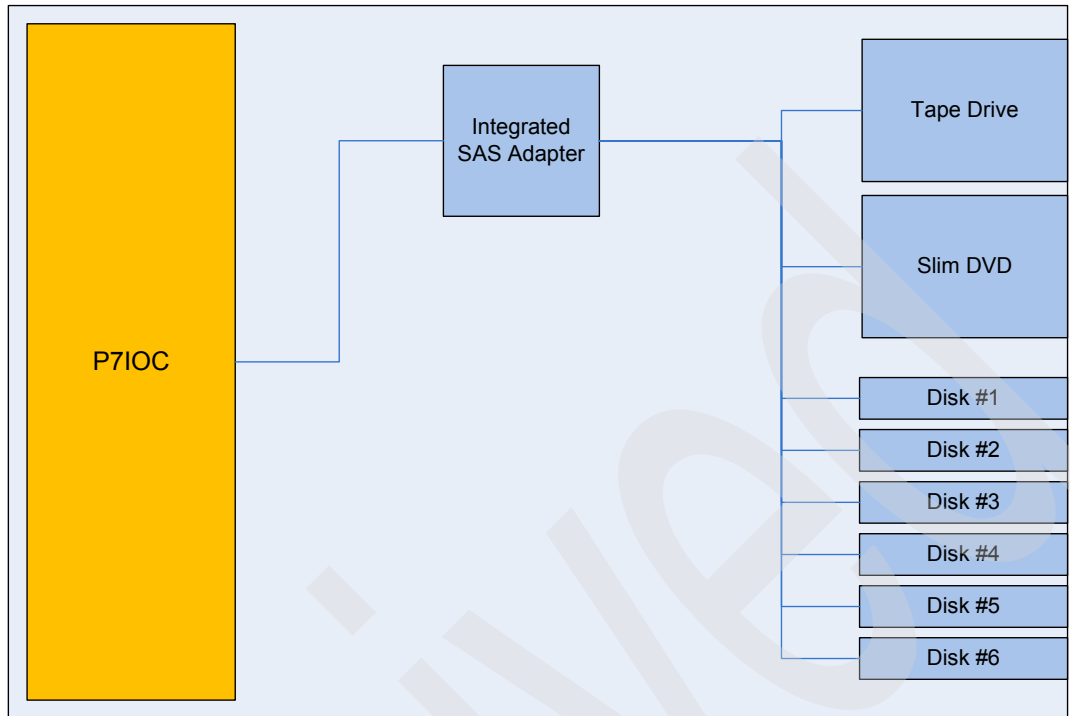 P7IOC
Integrated
SAS Adapter
Tape Drive
Slim DVD
Disk #1
Disk #2
Disk #3
Disk #4
Disk #5
Disk #6